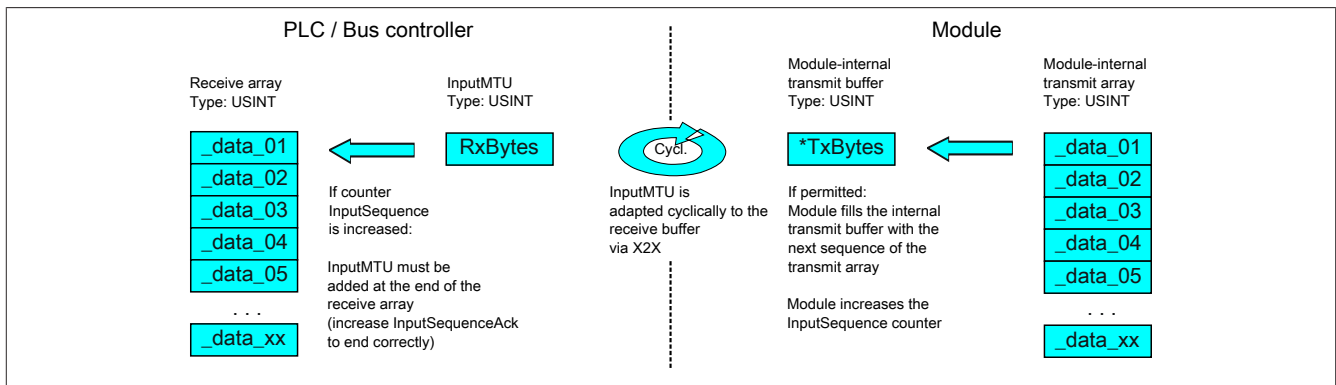 PLC / Bus controller
Module
Receive array
Type: USINT
_data_01
_data_02
_data_03
_data_04
_data_05
. . .
_data_xx
InputMTU
Type: USINT
RxBytes
If counter
InputSequence
is increased:
InputMTU must be
added at the end of the
receive array
(increase InputSequenceAck
to end correctly)
Cycl.
InputMTU is
adapted cyclically to the
receive buffer
via X2X
Module-internal
transmit buffer
Type: USINT
*TxBytes
If permitted:
Module fills the internal
transmit buffer with the
next sequence of the
transmit array
Module increases the
InputSequence counter
Module-internal
transmit array
Type: USINT
_data_01
_data_02
_data_03
_data_04
_data_05
. . .
_data_xx